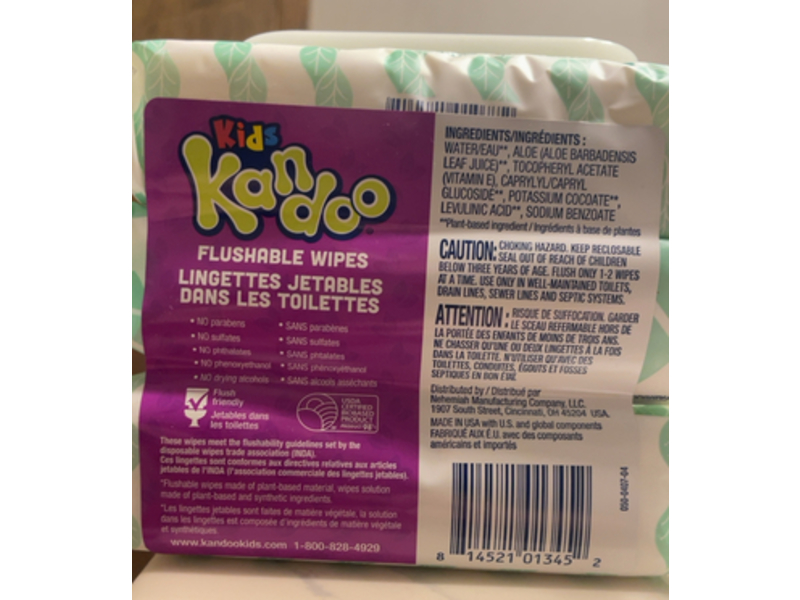 Kids
Kandoo
FLUSHABLE WIPES
LINGETTES JETABLES
DANS LES TOILETTES
• NO parabens
• NO sulfates
• NO phthalates
• NO phenoxyethanol
• NO drying alcohols
• SANS parabènes
• SANS sulfates
• SANS phtalates
• SANS phénoxyéthanol
• SANS alcools asséchants
Flush
friendly
Jetables dans
les toilettes
USDA
CERTIFIED
BIOBASED
PRODUCT
These wipes meet the flushability guidelines set by the
disposable wipes trade association (INDA).
Ces lingettes sont conformes aux directives relatives aux articles
jetables de l'INDA (l'association commerciale des lingettes jetables).
*Flushable wipes made of plant-based material, wipes solution
made of plant-based and synthetic ingredients.
*Les lingettes jetables sont faites de matière végétale, la solution
dans les lingettes est composée d'ingrédients de matière végétale
et synthétiques.
www.kandookids.com 1-800-828-4929
INGREDIENTS/INGRÉDIENTS :
WATER/EAU**, ALOE (ALOE BARBADENSIS
LEAF JUICE)**, TOCOPHERYL ACETATE
(VITAMIN E), CAPRYLYL/CAPRYL
GLUCOSIDE**, POTASSIUM COCOATE**,
LEVULINIC ACID**, SODIUM BENZOATE
**Plant-based ingredient / Ingrédients à base de plantes
CAUTION: CHOKING HAZARD. KEEP RECLOSABLE
SEAL OUT OF REACH OF CHILDREN
BELOW THREE YEARS OF AGE. FLUSH ONLY 1-2 WIPES
AT A TIME. USE ONLY IN WELL-MAINTAINED TOILETS,
DRAIN LINES, SEWER LINES AND SEPTIC SYSTEMS.
ATTENTION : RISQUE DE SUFFOCATION. GARDER
LE SCEAU REFERMABLE HORS DE
LA PORTÉE DES ENFANTS DE MOINS DE TROIS ANS.
NE CHASSER QU'UNE OU DEUX LINGETTES À LA FOIS
DANS LA TOILETTE. N'UTILISER QU'AVEC DES
TOILETTES, CONDUITES, ÉGOUTS ET FOSSES
SEPTIQUES EN BON ÉTAT.
Distributed by / Distribué par
Nehemiah Manufacturing Company, LLC.
1907 South Street, Cincinnati, OH 45204 USA.
MADE IN USA with U.S. and global components
FABRIQUÉ AUX É.U. avec des composants
américains et importés
050-0407-04
8 14521 01345 2